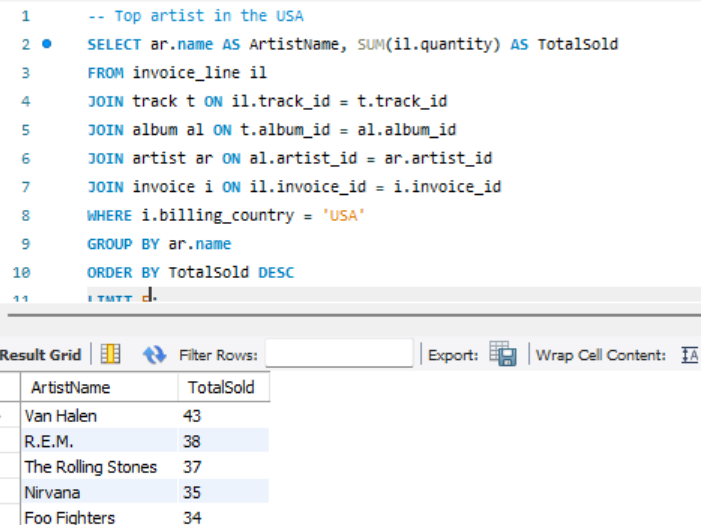 1 -- Top artist in the USA
2 SELECT ar.name AS ArtistName, SUM(il.quantity) AS TotalSold
3 FROM invoice_line il
4 JOIN track t ON il.track_id = t.track_id
5 JOIN album al ON t.album_id = al.album_id
6 JOIN artist ar ON al.artist_id = ar.artist_id
7 JOIN invoice i ON il.invoice_id = i.invoice_id
8 WHERE i.billing_country = 'USA'
9 GROUP BY ar.name
10 ORDER BY TotalSold DESC
11 LIMIT
Result Grid Filter Rows: Export: Wrap Cell Content: IA
ArtistName TotalSold
Van Halen 43
R.E.M. 38
The Rolling Stones 37
Nirvana 35
Foo Fighters 34